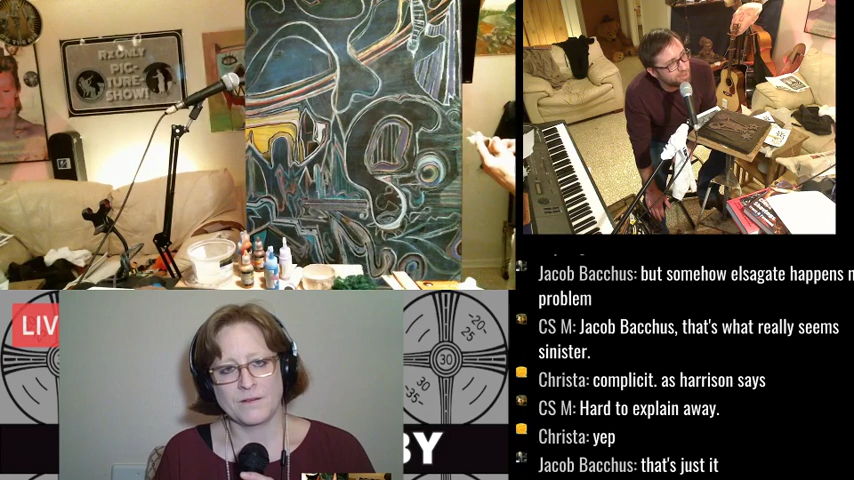 RTONLY
PIC-
TURE-
SHOW!
LIV
-20-
25
30
30
-35-
BY
Jacob Bacchus: but somehow elsagate happens n
problem
CS M: Jacob Bacchus, that's what really seems
sinister.
Christa: complicit. as harrison says
CS M: Hard to explain away.
Christa: yep
Jacob Bacchus: that's just it